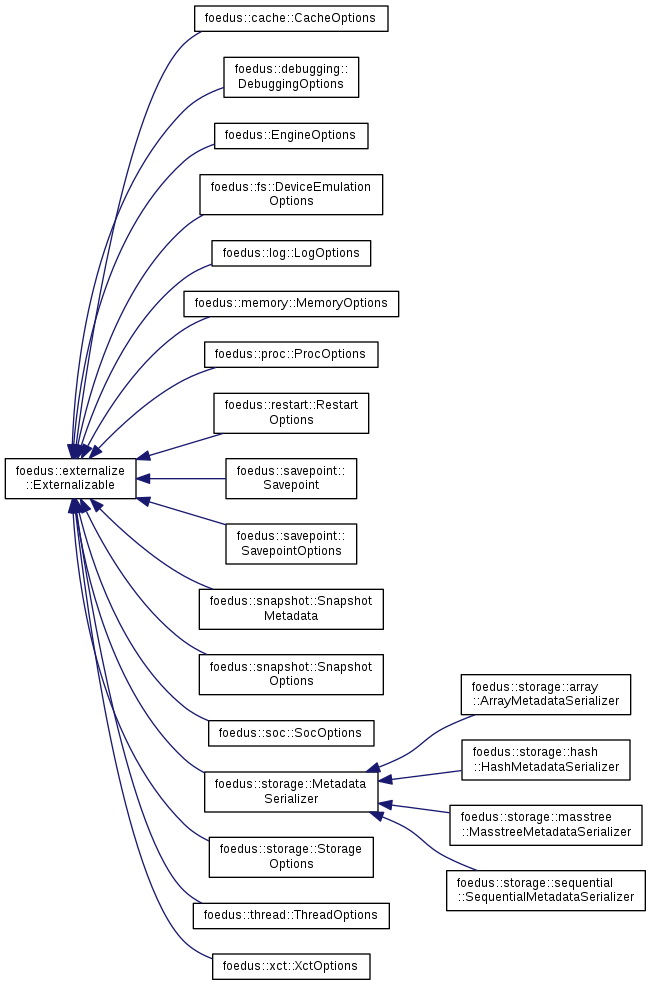 foedus::cache::CacheOptions
foedus::debugging::
DebuggingOptions
foedus::EngineOptions
foedus::fs::DeviceEmulation
Options
foedus::log::LogOptions
foedus::memory::MemoryOptions
foedus::proc::ProcOptions
foedus::restart::Restart
Options
foedus::externalize
::Externalizable
foedus::savepoint::
Savepoint
foedus::savepoint::
SavepointOptions
foedus::snapshot::Snapshot
Metadata
foedus::snapshot::Snapshot
Options
foedus::soc::SocOptions
foedus::storage::Metadata
Serializer
foedus::storage::array
::ArrayMetadataSerializer
foedus::storage::hash
::HashMetadataSerializer
foedus::storage::masstree
::MasstreeMetadataSerializer
foedus::storage::sequential
::SequentialMetadataSerializer
foedus::storage::Storage
Options
foedus::thread::ThreadOptions
foedus::xct::XctOptions